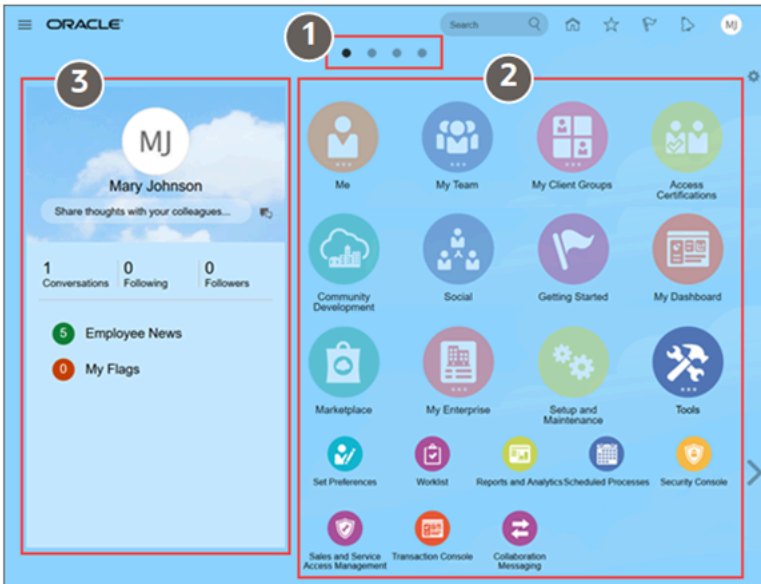 ORACLE
Search
MJ
1
2
3
MJ
Mary Johnson
Share thoughts with your colleagues...
1 0 0
Conversations Following Followers
5 Employee News
0 My Flags
Me
My Team
My Client Groups
Access
Certifications
Community
Development
Social
Getting Started
My Dashboard
Marketplace
My Enterprise
Setup and
Maintenance
Tools
Set Preferences
Worklist
Reports and Analytics
Scheduled Processes
Security Console
Sales and Service
Access Management
Transaction Console
Collaboration
Messaging